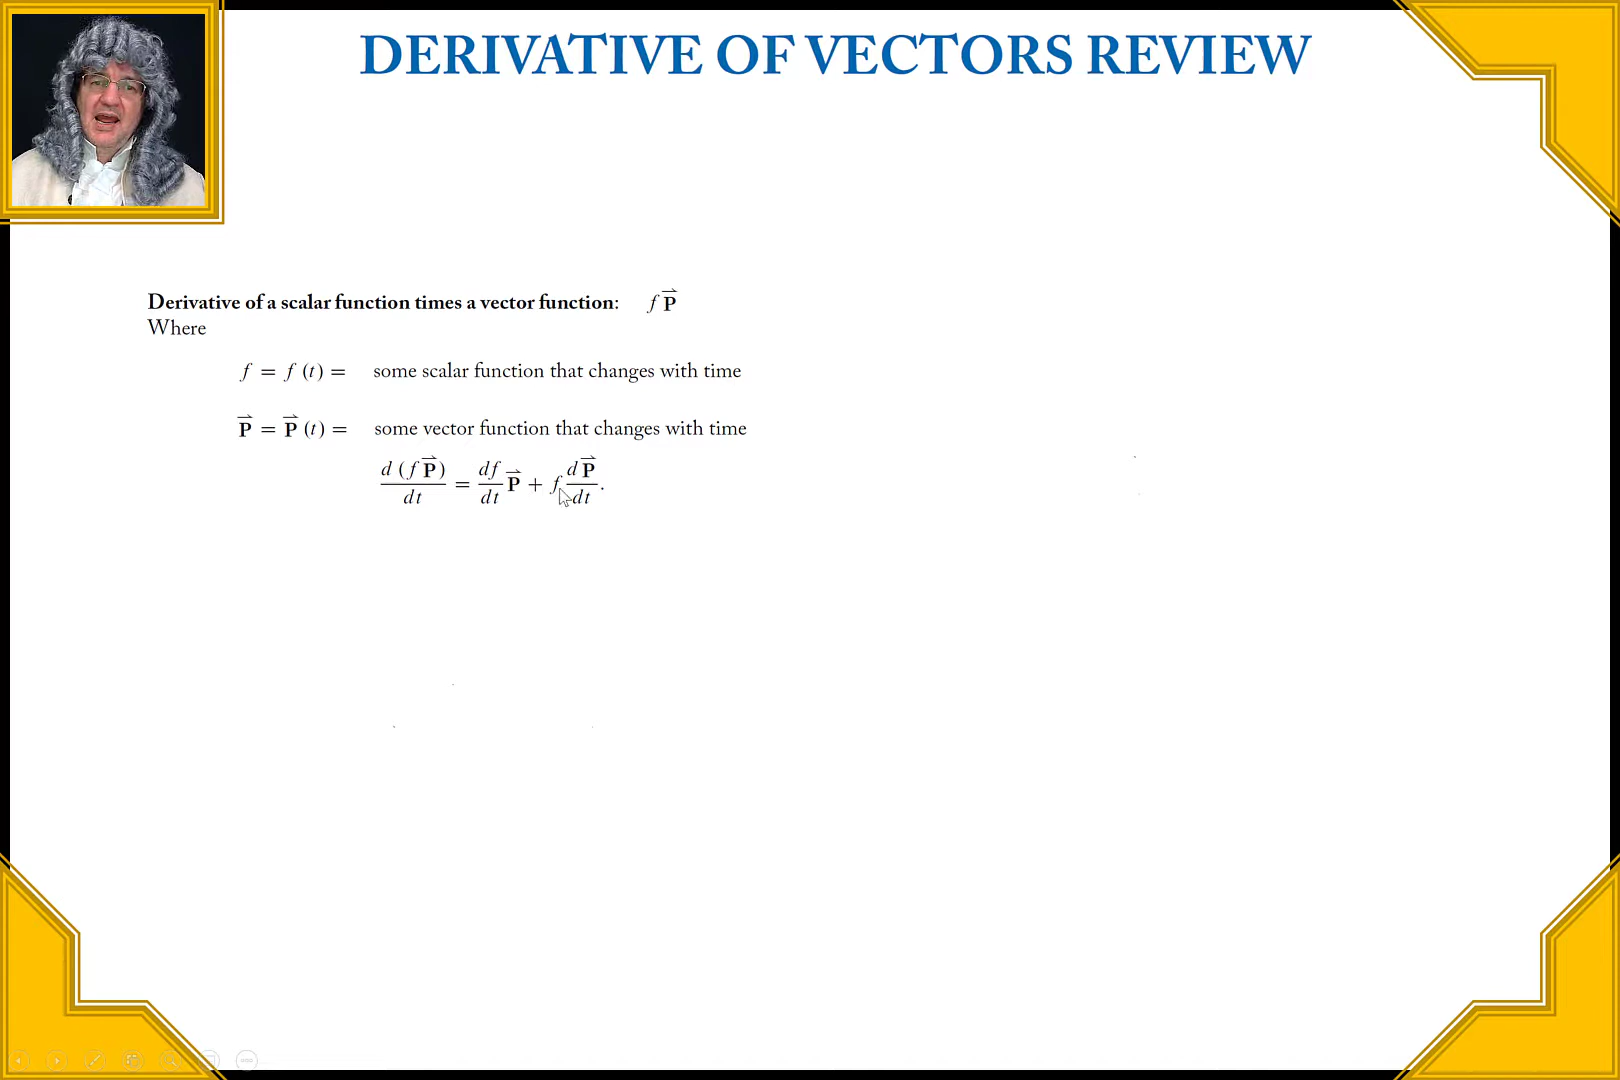 DERIVATIVE OF VECTORS REVIEW
Derivative of a scalar function times a vector function: f P⃗
Where
f = f (t) = some scalar function that changes with time
P⃗ = P⃗ (t) = some vector function that changes with time
d (f P⃗)/dt = df/dt P⃗ + f dP⃗/dt.